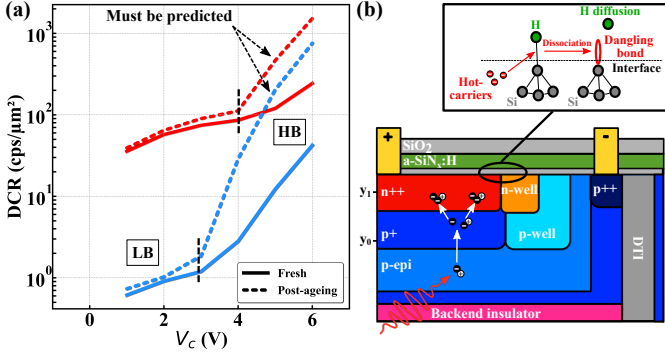 (a)
Must be predicted
10³
10²
10¹
10⁰
DCR (cps/μm²)
HB
LB
Fresh
Post-ageing
0
2
4
6
V_c (V)
(b)
H diffusion
H
Dissociation
Dangling
bond
Interface
Hot-
carriers
Si
Si
+
-
SiO₂
a-SiNₓ:H
y₁
n++
n-well
p++
y₀
p+
p-well
DTI
p-epi
Backend insulator